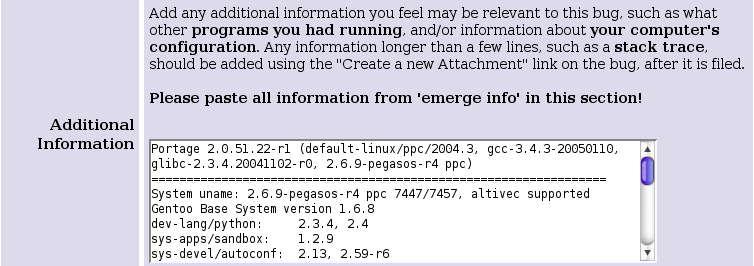 Add any additional information you feel may be relevant to this bug, such as what
other programs you had running, and/or information about your computer's
configuration. Any information longer than a few lines, such as a stack trace,
should be added using the "Create a new Attachment" link on the bug, after it is filed.
Please paste all information from 'emerge info' in this section!
Additional
Information
Portage 2.0.51.22-r1 (default-linux/ppc/2004.3, gcc-3.4.3-20050110,
glibc-2.3.4.20041102-r0, 2.6.9-pegasos-r4 ppc)
=================================================================
System uname: 2.6.9-pegasos-r4 ppc 7447/7457, altivec supported
Gentoo Base System version 1.6.8
dev-lang/python:     2.3.4, 2.4
sys-apps/sandbox:    1.2.9
sys-devel/autoconf:  2.13, 2.59-r6